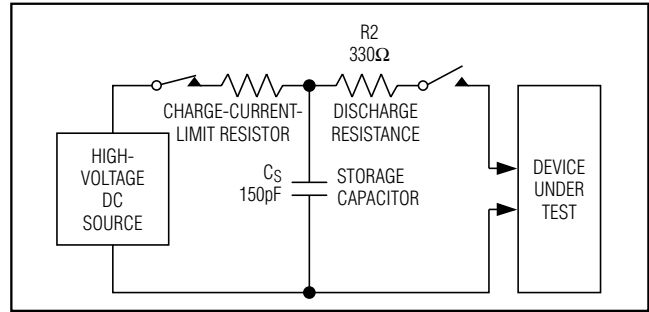 R2
330Ω
CHARGE-CURRENT-
LIMIT RESISTOR
DISCHARGE
RESISTANCE
HIGH-
VOLTAGE
DC
SOURCE
CS
150pF
STORAGE
CAPACITOR
DEVICE
UNDER
TEST